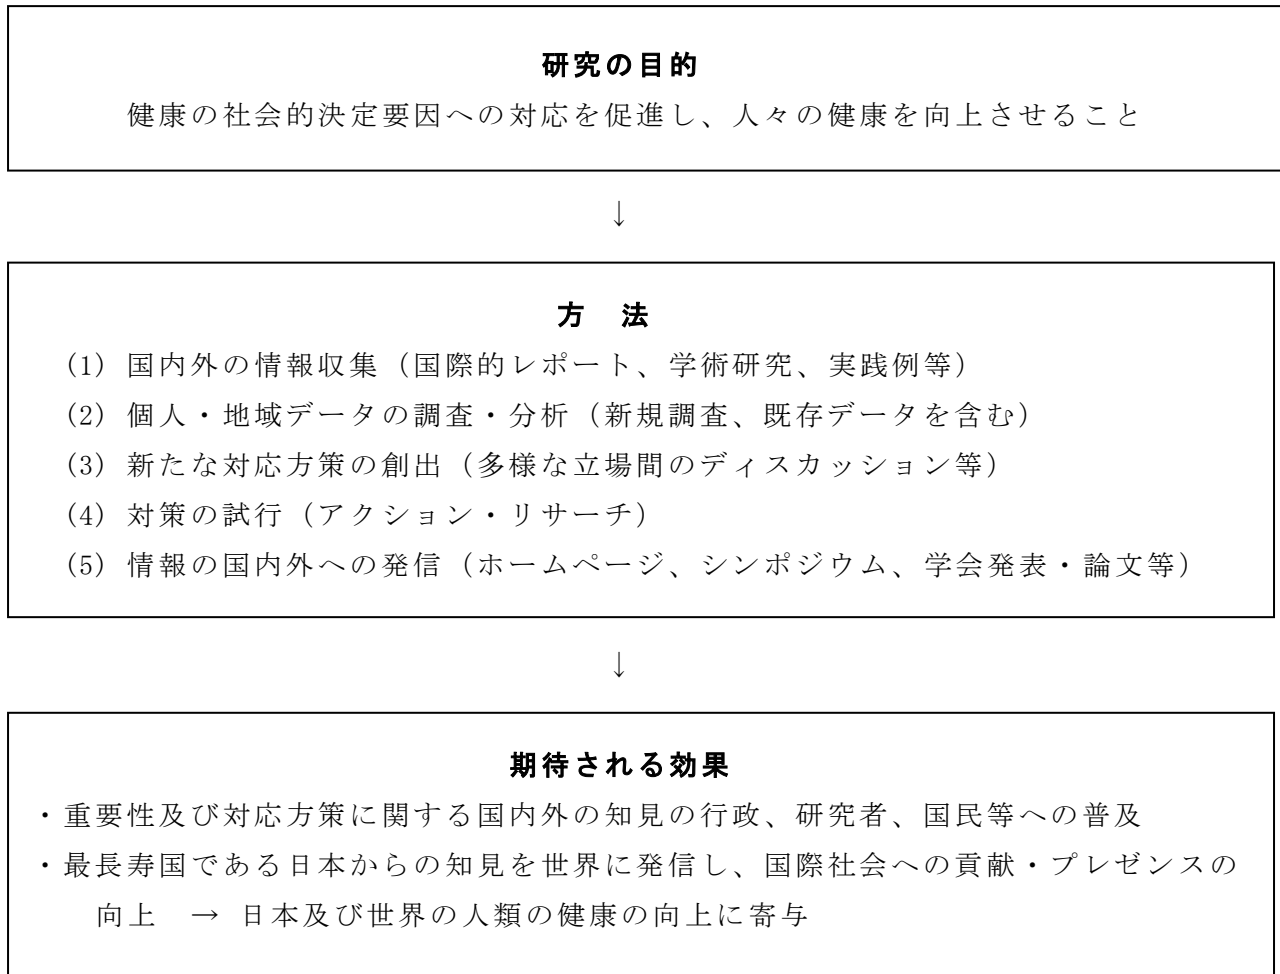 研究の目的
健康の社会的決定要因への対応を促進し、人々の健康を向上させること
↓
方　法
(1) 国内外の情報収集（国際的レポート、学術研究、実践例等）
(2) 個人・地域データの調査・分析（新規調査、既存データを含む）
(3) 新たな対応方策の創出（多様な立場間のディスカッション等）
(4) 対策の試行（アクション・リサーチ）
(5) 情報の国内外への発信（ホームページ、シンポジウム、学会発表・論文等）
↓
期待される効果
・重要性及び対応方策に関する国内外の知見の行政、研究者、国民等への普及
・最長寿国である日本からの知見を世界に発信し、国際社会への貢献・プレゼンスの
向上　→ 日本及び世界の人類の健康の向上に寄与